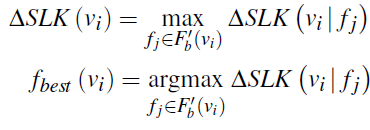 ΔSLK (v_i) = max_{f_j∈F'_b(v_i)} ΔSLK (v_i | f_j)
f_best (v_i) = argmax_{f_j∈F'_b(v_i)} ΔSLK (v_i | f_j)